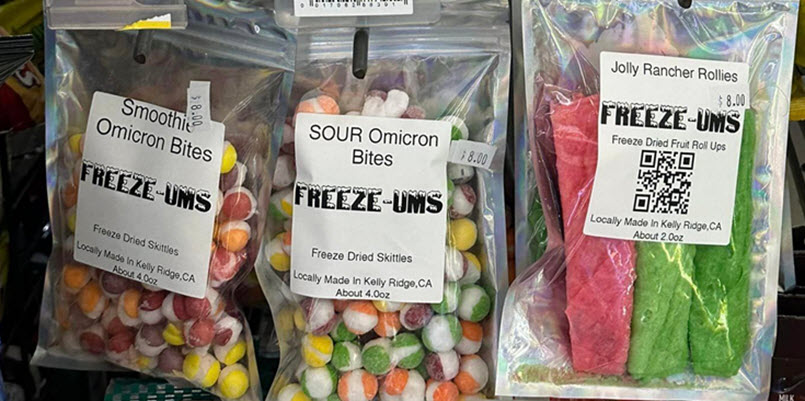 Smoothie
Omicron Bites
8.00
FREEZE-UMS
Freeze Dried Skittles
Locally Made In Kelly Ridge,CA
About 4.0oz
SOUR Omicron
Bites
$ 8.00
FREEZE-UMS
Freeze Dried Skittles
Locally Made In Kelly Ridge,CA
About 4.0oz
Jolly Rancher Rollies
$ 8.00
FREEZE-UMS
Freeze Dried Fruit Roll Ups
Locally Made In Kelly Ridge,CA
About 2.0oz
MILK